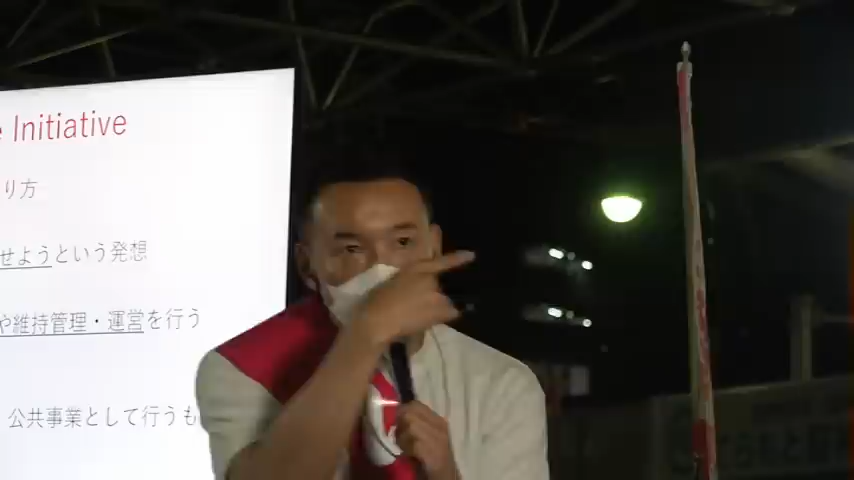 e Initiative
り方
せようという発想
や維持管理・運営を行う
公共事業として行うも